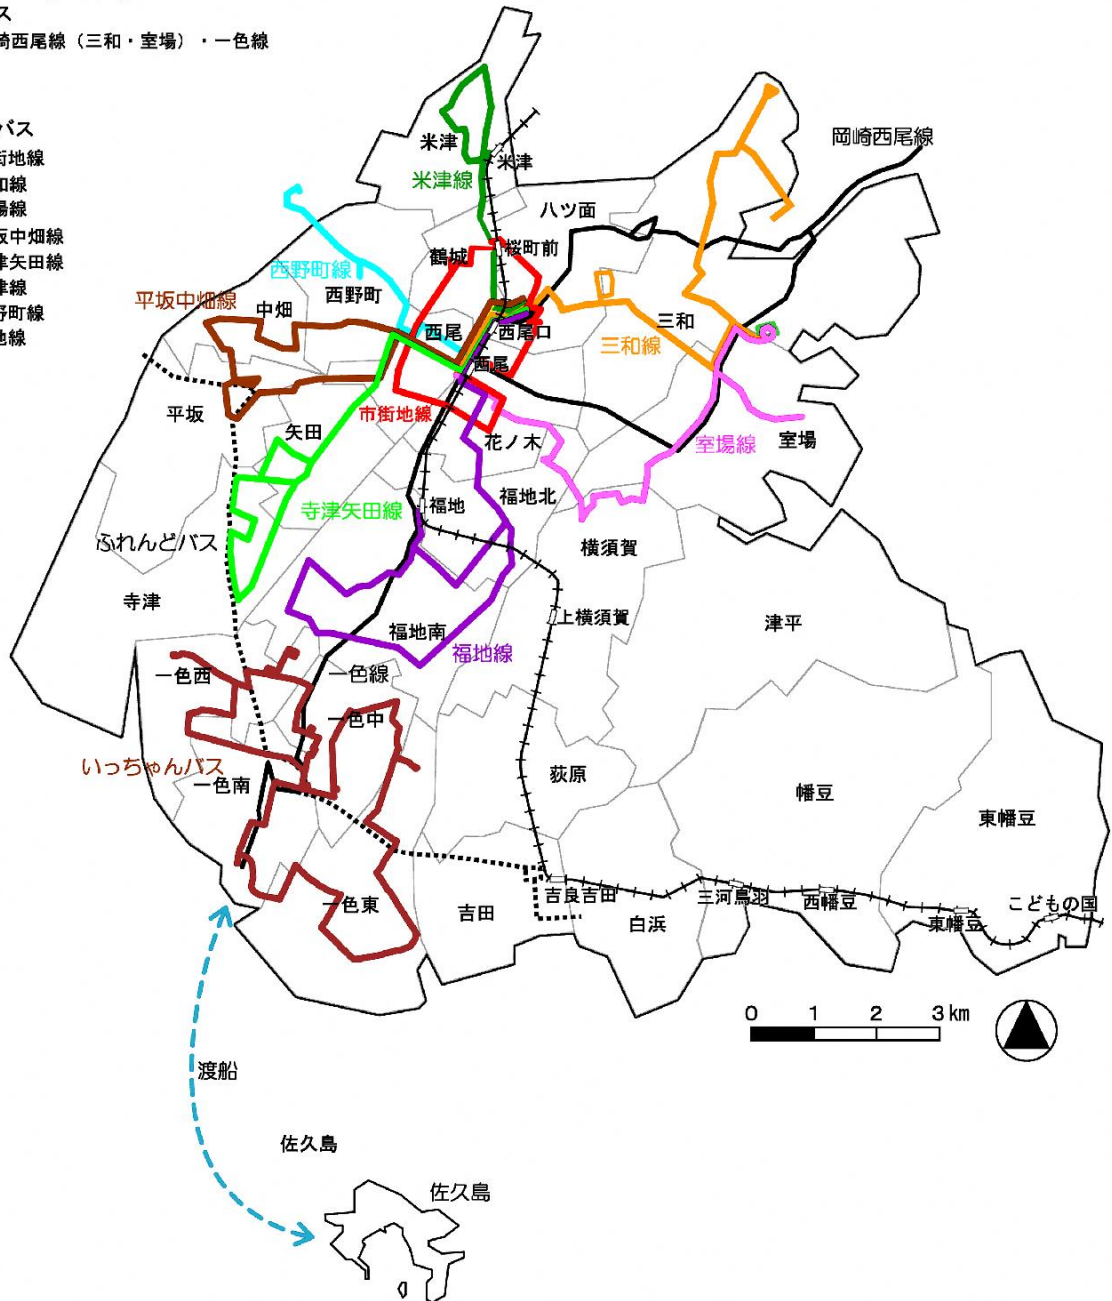 ス
崎西尾線（三和・室場）・一色線
バス
街地線
和線
場線
坂中畑線
津矢田線
津線
野町線
地線
岡崎西尾線
米津
米津
米津線
八ツ面
鶴城
桜町前
西野町線
西野町
平坂中畑線
中畑
西尾
西尾口
三和
三和線
西尾
平坂
市街地線
矢田
花ノ木
室場線
室場
福地
福地北
寺津矢田線
ふれんどバス
横須賀
寺津
上横須賀
津平
福地南
福地線
一色西
一色線
一色中
いっちゃんバス
一色南
荻原
幡豆
東幡豆
一色東
吉田
吉良吉田
白浜
三河鳥羽
西幡豆
東幡豆
こどもの国
0 1 2 3km
渡船
佐久島
佐久島